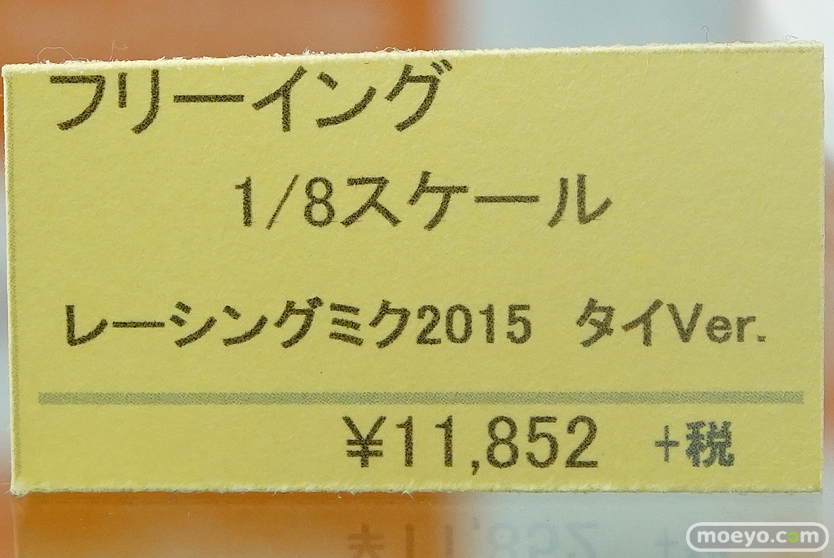 フリーイング
1/8スケール
レーシングミク2015　タイVer.
¥11,852　+税
moeyo.com